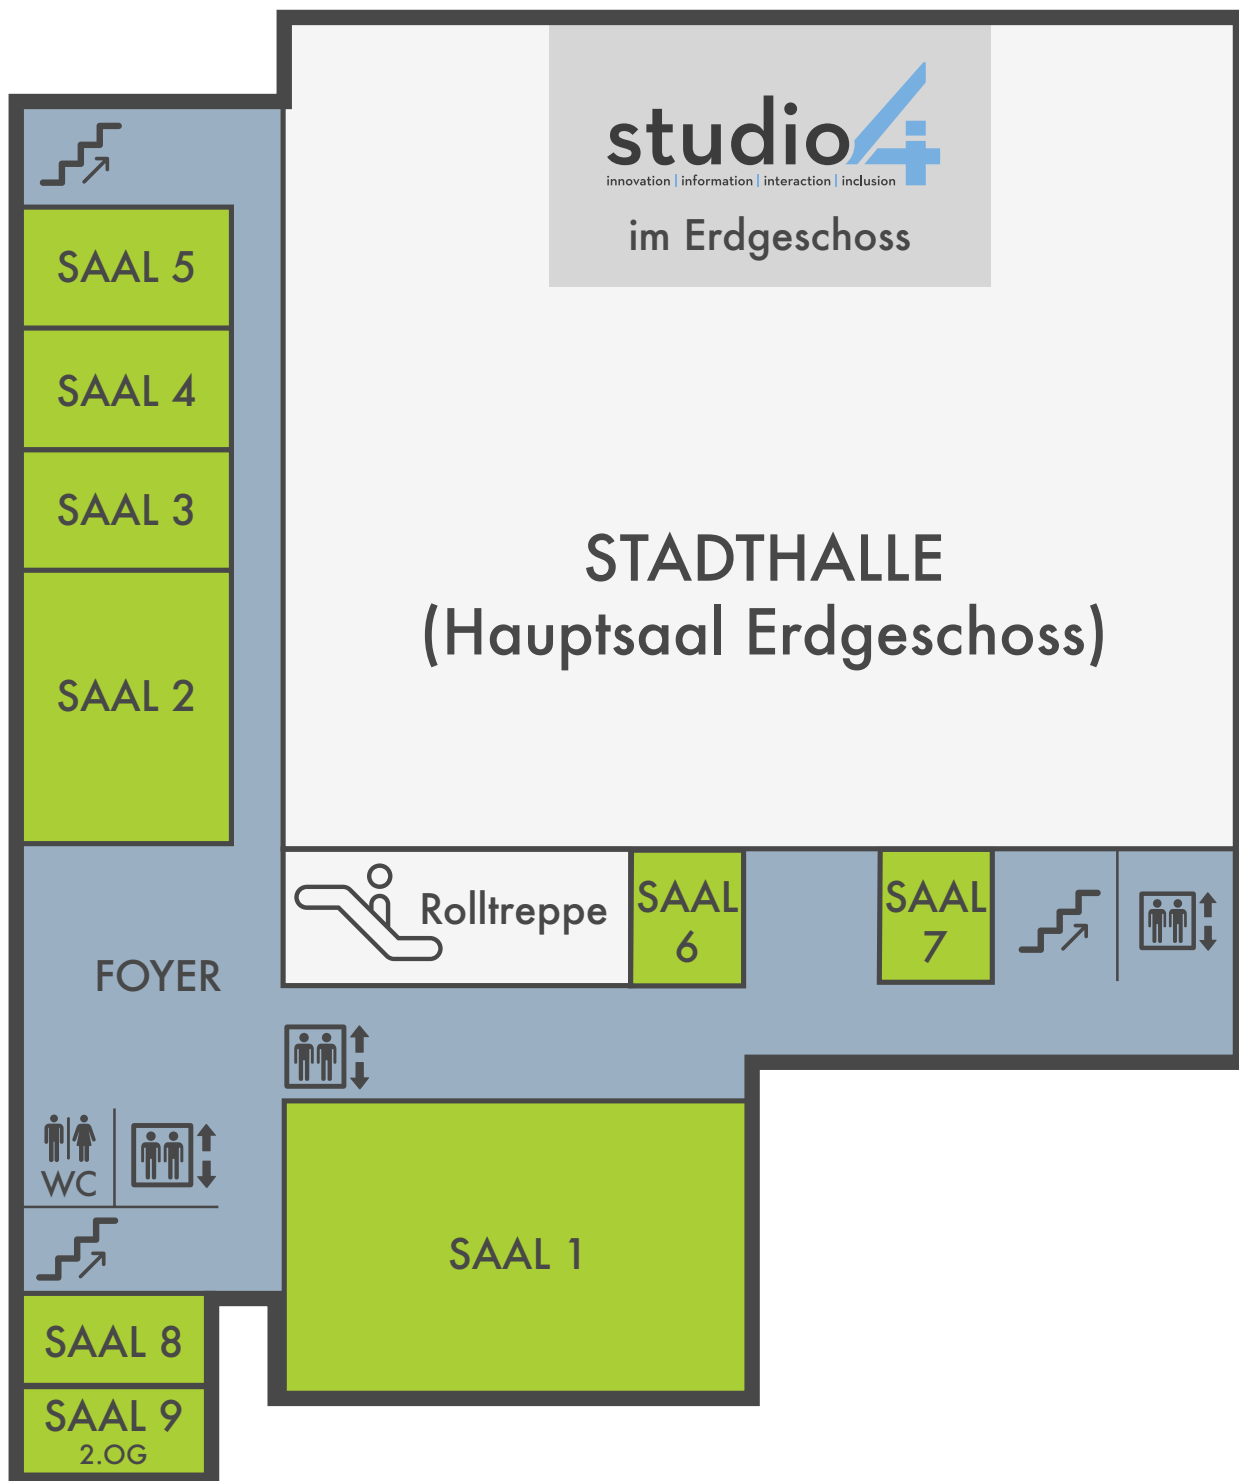 studio4
innovation | information | interaction | inclusion
im Erdgeschoss
SAAL 5
SAAL 4
SAAL 3
SAAL 2
STADTHALLE
(Hauptsaal Erdgeschoss)
Rolltreppe
SAAL
6
SAAL
7
FOYER
WC
SAAL 1
SAAL 8
SAAL 9
2.OG